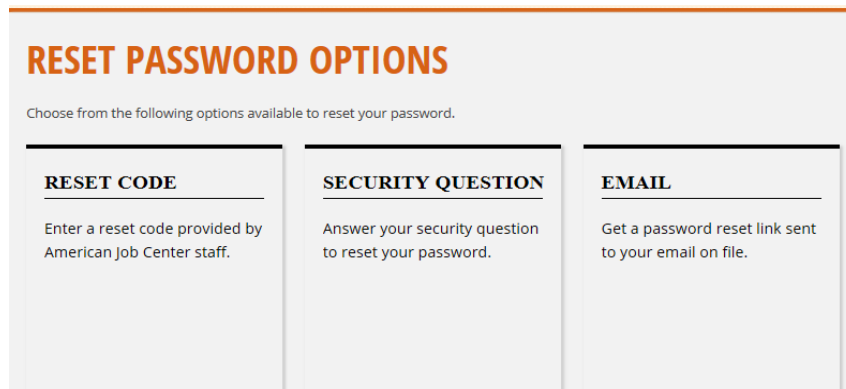 RESET PASSWORD OPTIONS
Choose from the following options available to reset your password.
RESET CODE
Enter a reset code provided by
American Job Center staff.
SECURITY QUESTION
Answer your security question
to reset your password.
EMAIL
Get a password reset link sent
to your email on file.